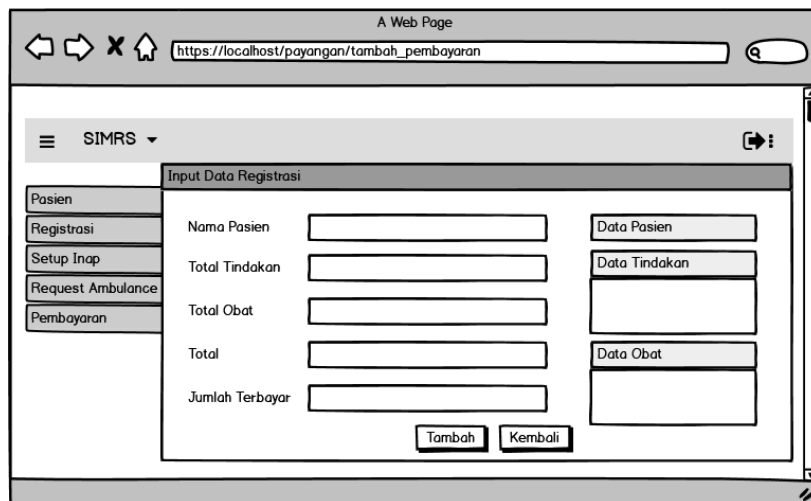 A Web Page
https://localhost/payangan/tambah_pembayaran
SIMRS
Input Data Registrasi
Pasien
Registrasi
Setup Inap
Request Ambulance
Pembayaran
Nama Pasien
Total Tindakan
Total Obat
Total
Jumlah Terbayar
Data Pasien
Data Tindakan
Data Obat
Tambah
Kembali